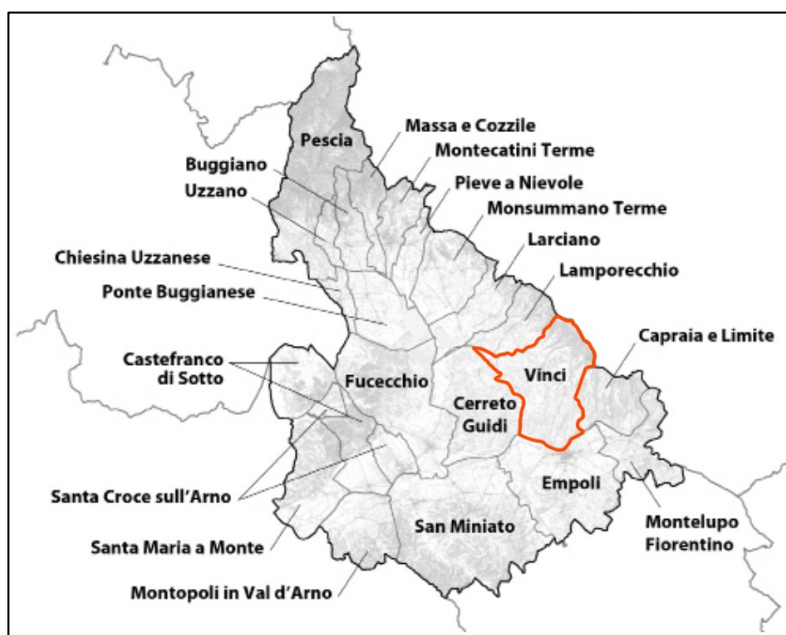 Pescia
Massa e Cozzile
Montecatini Terme
Buggiano
Pieve a Nievole
Uzzano
Monsummano Terme
Larciano
Chiesina Uzzanese
Lamporecchio
Ponte Buggianese
Capraia e Limite
Castefranco
di Sotto
Fucecchio
Vinci
Cerreto
Guidi
Empoli
Santa Croce sull'Arno
San Miniato
Montelupo
Fiorentino
Santa Maria a Monte
Montopoli in Val d'Arno